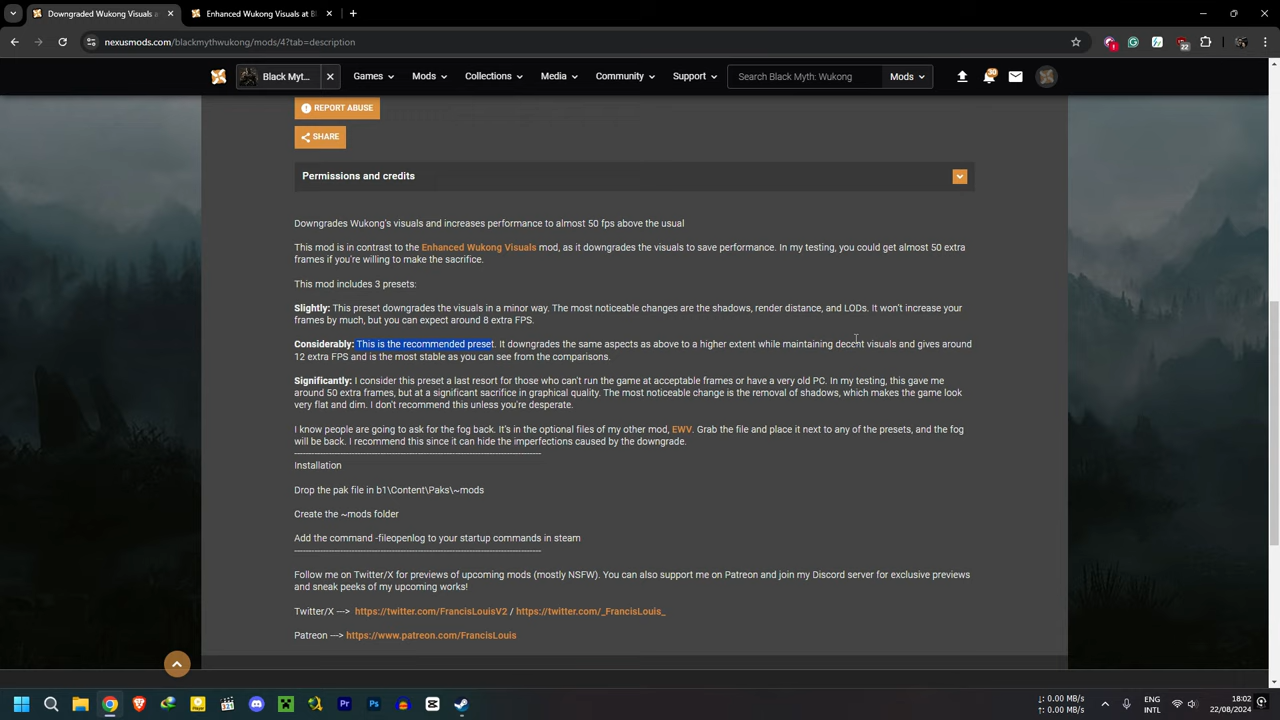 Downgraded Wukong Visuals a
Enhanced Wukong Visuals at Bl
nexusmods.com/blackmythwukong/mods/4?tab=description
1
22
Black Myt...
Games
Mods
Collections
Media
Community
Support
Search Black Myth: Wukong
Mods
30
REPORT ABUSE
SHARE
Permissions and credits
Downgrades Wukong's visuals and increases performance to almost 50 fps above the usual
This mod is in contrast to the Enhanced Wukong Visuals mod, as it downgrades the visuals to save performance. In my testing, you could get almost 50 extra
frames if you're willing to make the sacrifice.
This mod includes 3 presets:
Slightly: This preset downgrades the visuals in a minor way. The most noticeable changes are the shadows, render distance, and LODs. It won't increase your
frames by much, but you can expect around 8 extra FPS.
Considerably: This is the recommended preset. It downgrades the same aspects as above to a higher extent while maintaining decent visuals and gives around
12 extra FPS and is the most stable as you can see from the comparisons.
Significantly: I consider this preset a last resort for those who can't run the game at acceptable frames or have a very old PC. In my testing, this gave me
around 50 extra frames, but at a significant sacrifice in graphical quality. The most noticeable change is the removal of shadows, which makes the game look
very flat and dim. I don't recommend this unless you're desperate.
I know people are going to ask for the fog back. It's in the optional files of my other mod, EWV. Grab the file and place it next to any of the presets, and the fog
will be back. I recommend this since it can hide the imperfections caused by the downgrade.
Installation
Drop the pak file in b1\Content\Paks\~mods
Create the ~mods folder
Add the command -fileopenlog to your startup commands in steam
Follow me on Twitter/X for previews of upcoming mods (mostly NSFW). You can also support me on Patreon and join my Discord server for exclusive previews
and sneak peeks of my upcoming works!
Twitter/X ---> https://twitter.com/FrancisLouisV2 / https://twitter.com/_FrancisLouis_
Patreon ---> https://www.patreon.com/FrancisLouis
Pr
Ps
↓: 0.00 MB/s
↑: 0.00 MB/s
ENG
INTL
18:02
22/08/2024